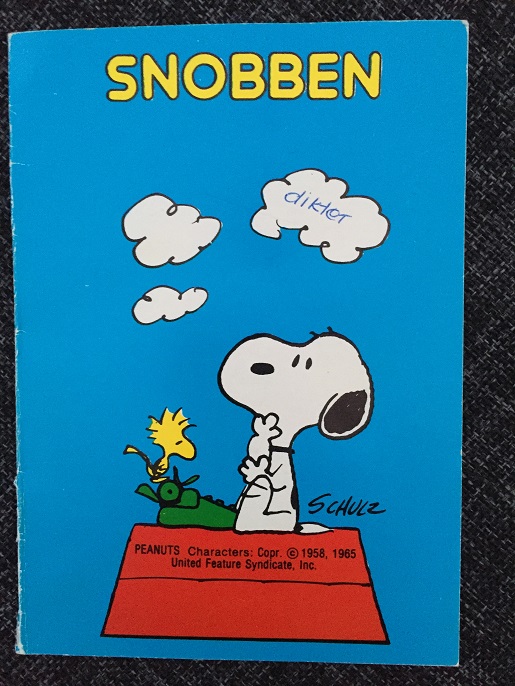 SNOBBEN
dikter
SCHULZ
PEANUTS Characters: Copr. © 1958, 1965
United Feature Syndicate, Inc.